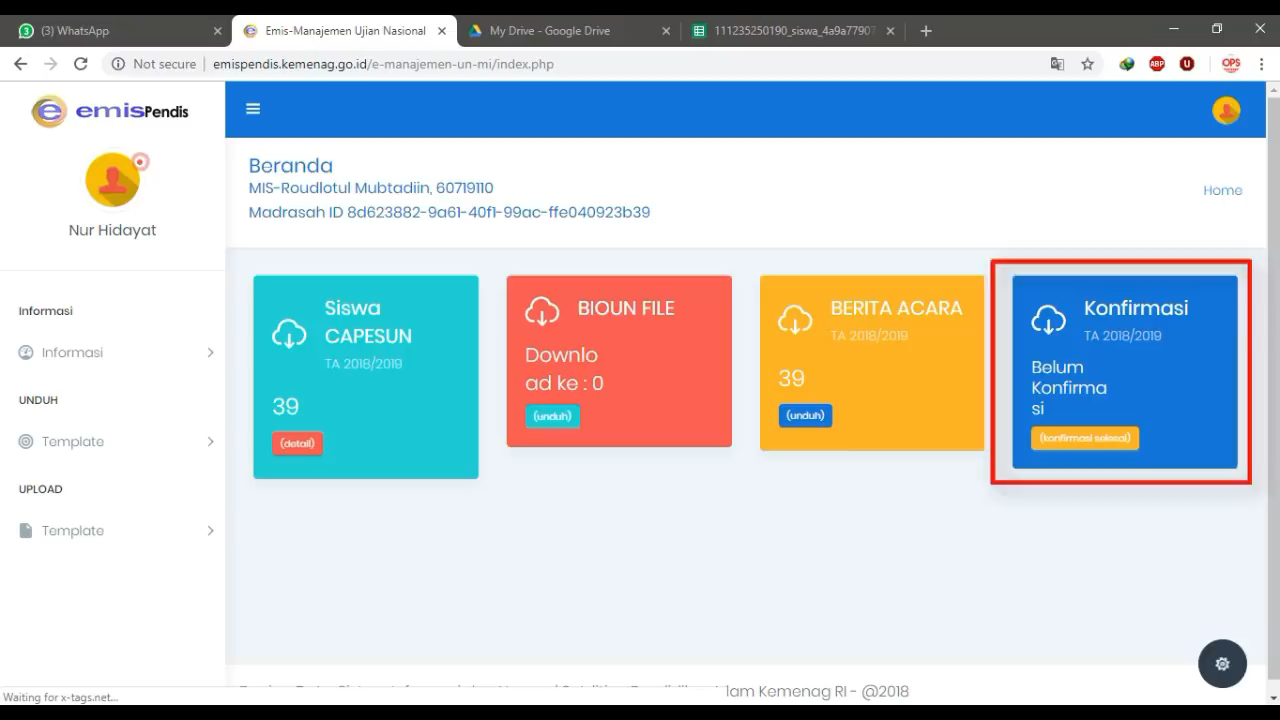 (3) WhatsApp
Emis-Manajemen Ujian Nasional
My Drive - Google Drive
111235250190_siswa_4a9a77907
Not secure
emispendis.kemenag.go.id/e-manajemen-un-mi/index.php
ABP
OPS
emisPendis
Nur Hidayat
Informasi
Informasi
UNDUH
Template
UPLOAD
Template
Beranda
MIS-Roudlotul Mubtadiin, 60719110
Madrasah ID 8d623882-9a61-40f1-99ac-ffe040923b39
Home
Siswa
CAPESUN
TA 2018/2019
39
(detail)
BIOUN FILE
Downlo
ad ke : 0
(unduh)
BERITA ACARA
TA 2018/2019
39
(unduh)
Konfirmasi
TA 2018/2019
Belum
Konfirma
si
(konfirmasi selesai)
Waiting for x-tags.net...
lam Kemenag RI - @2018